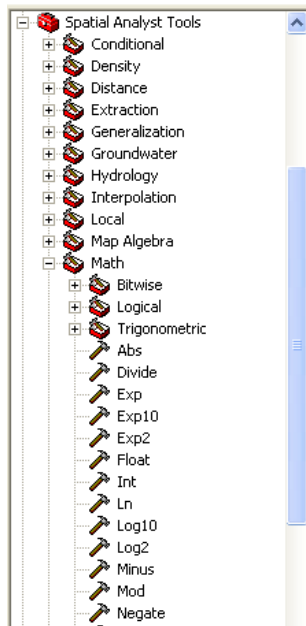 Spatial Analyst Tools
Conditional
Density
Distance
Extraction
Generalization
Groundwater
Hydrology
Interpolation
Local
Map Algebra
Math
Bitwise
Logical
Trigonometric
Abs
Divide
Exp
Exp10
Exp2
Float
Int
Ln
Log10
Log2
Minus
Mod
Negate